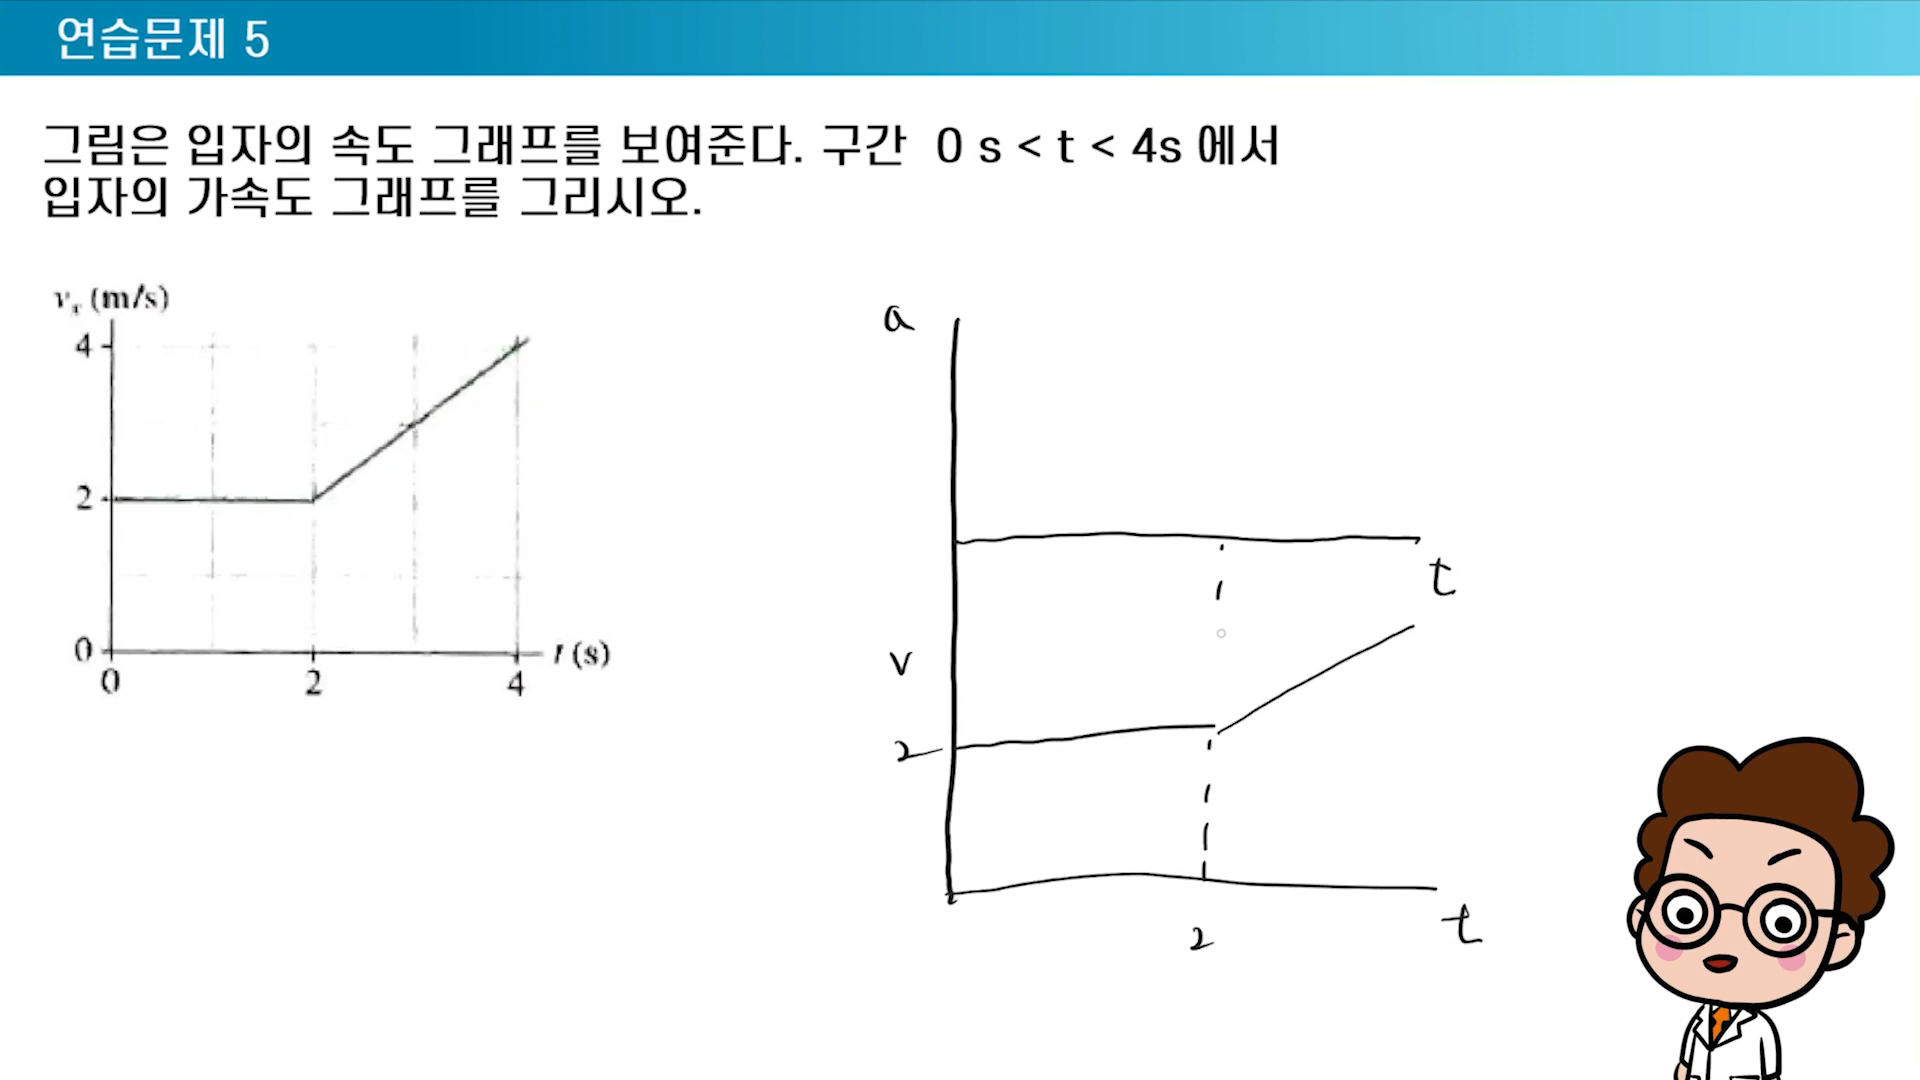 연습문제 5
그림은 입자의 속도 그래프를 보여준다. 구간 0 s < t < 4s 에서
입자의 가속도 그래프를 그리시오.
vₓ (m/s)
4
2
0
0 2 4
t (s)
a
t
v
2
2
t